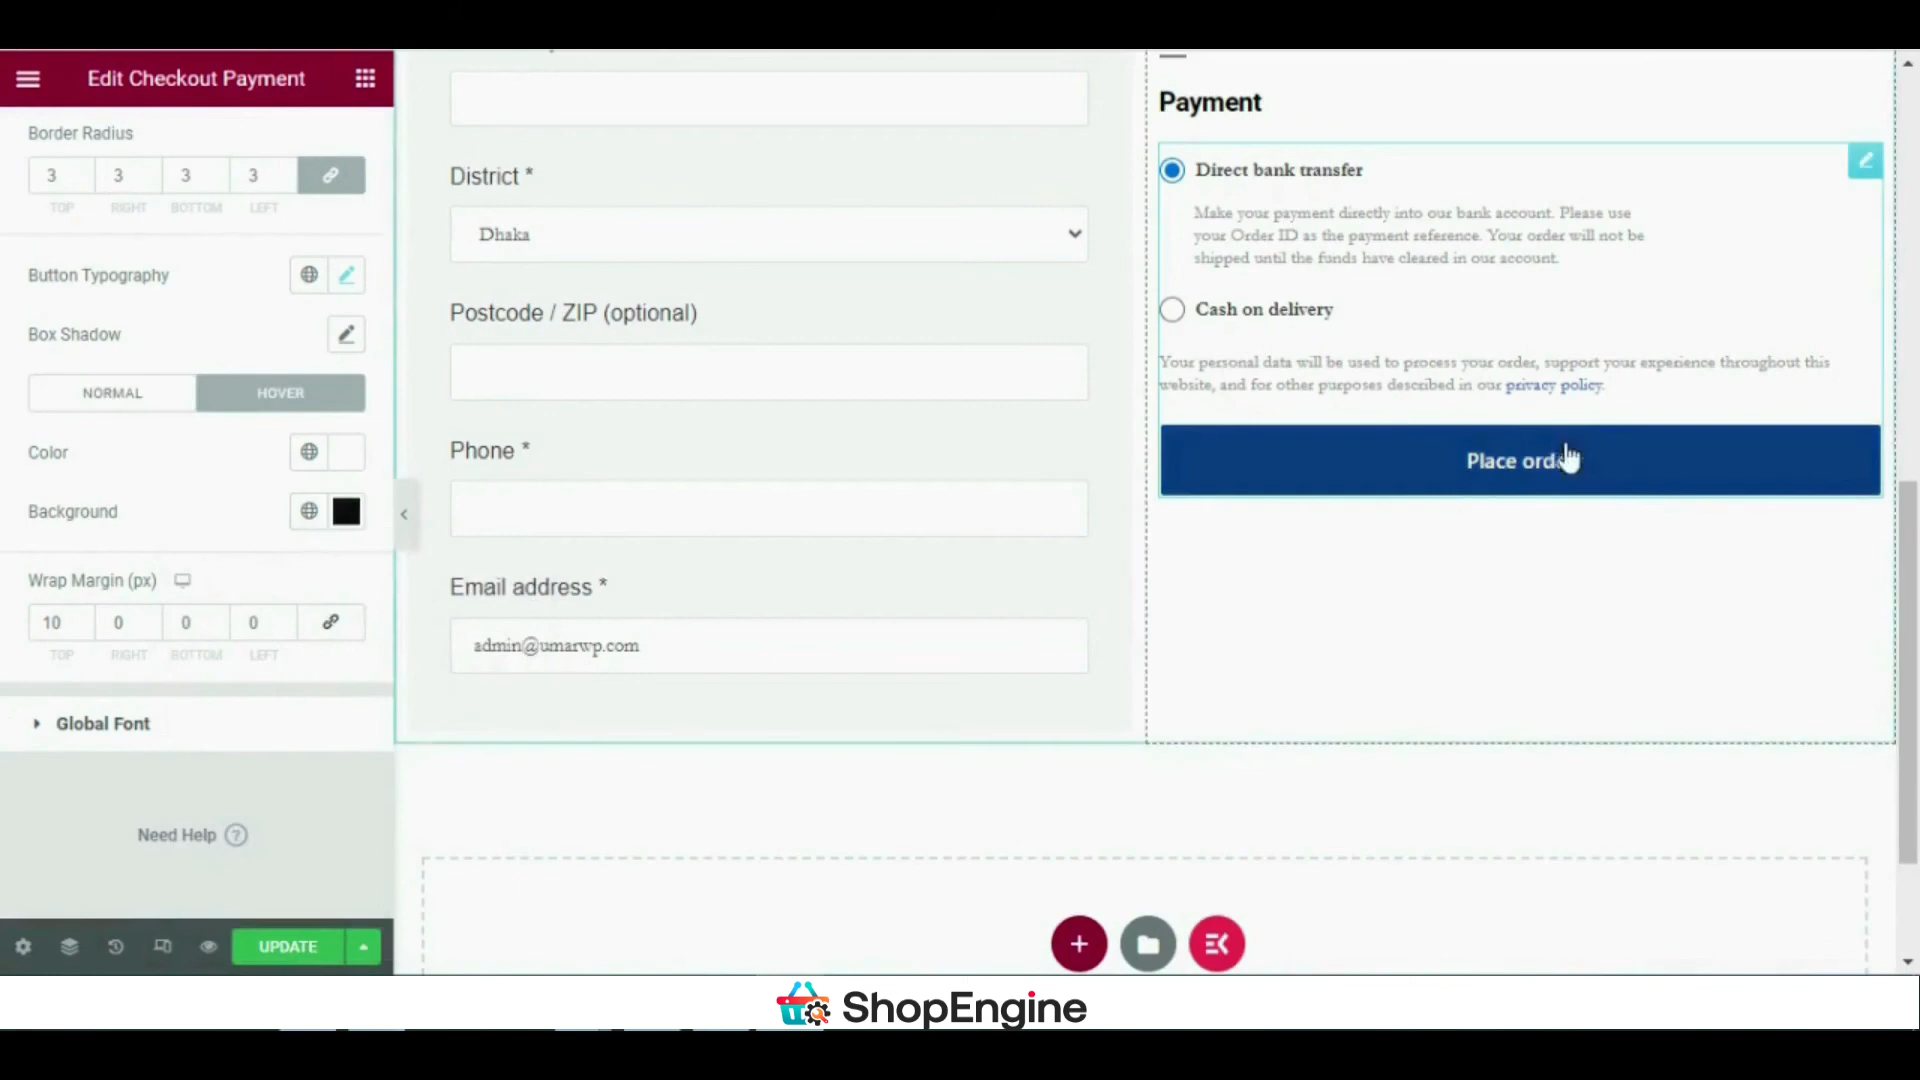 Edit Checkout Payment
Border Radius
3 3 3 3
TOP RIGHT BOTTOM LEFT
Button Typography
Box Shadow
NORMAL HOVER
Color
Background
Wrap Margin (px)
10 0 0 0
TOP RIGHT BOTTOM LEFT
Global Font
Need Help ?
UPDATE
District *
Dhaka
Postcode / ZIP (optional)
Phone *
Email address *
admin@umarwp.com
Payment
Direct bank transfer
Make your payment directly into our bank account. Please use
your Order ID as the payment reference. Your order will not be
shipped until the funds have cleared in our account.
Cash on delivery
Your personal data will be used to process your order, support your experience throughout this
website, and for other purposes described in our privacy policy.
Place
ShopEngine